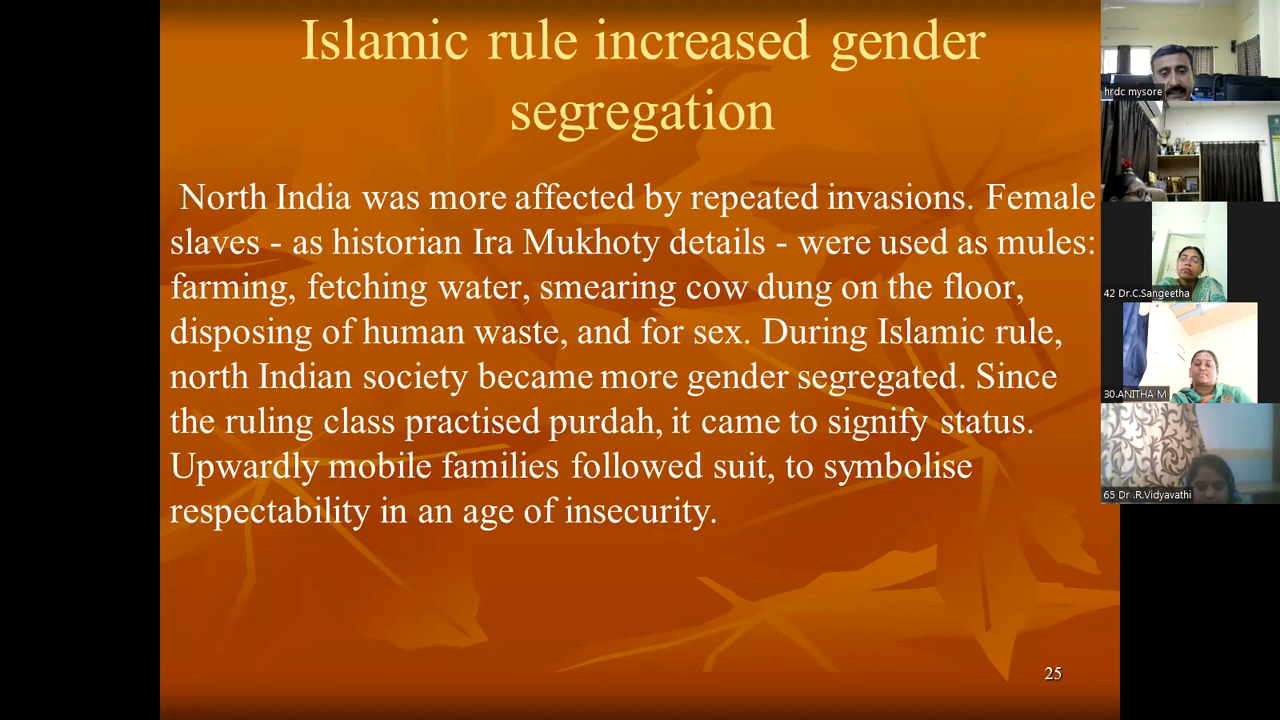 Islamic rule increased gender
segregation
North India was more affected by repeated invasions. Female
slaves - as historian Ira Mukhoty details - were used as mules:
farming, fetching water, smearing cow dung on the floor,
disposing of human waste, and for sex. During Islamic rule,
north Indian society became more gender segregated. Since
the ruling class practised purdah, it came to signify status.
Upwardly mobile families followed suit, to symbolise
respectability in an age of insecurity.
25
hrdc mysore
42 Dr.C.Sangeetha
30.ANITHA M
65 Dr .R.Vidyavathi